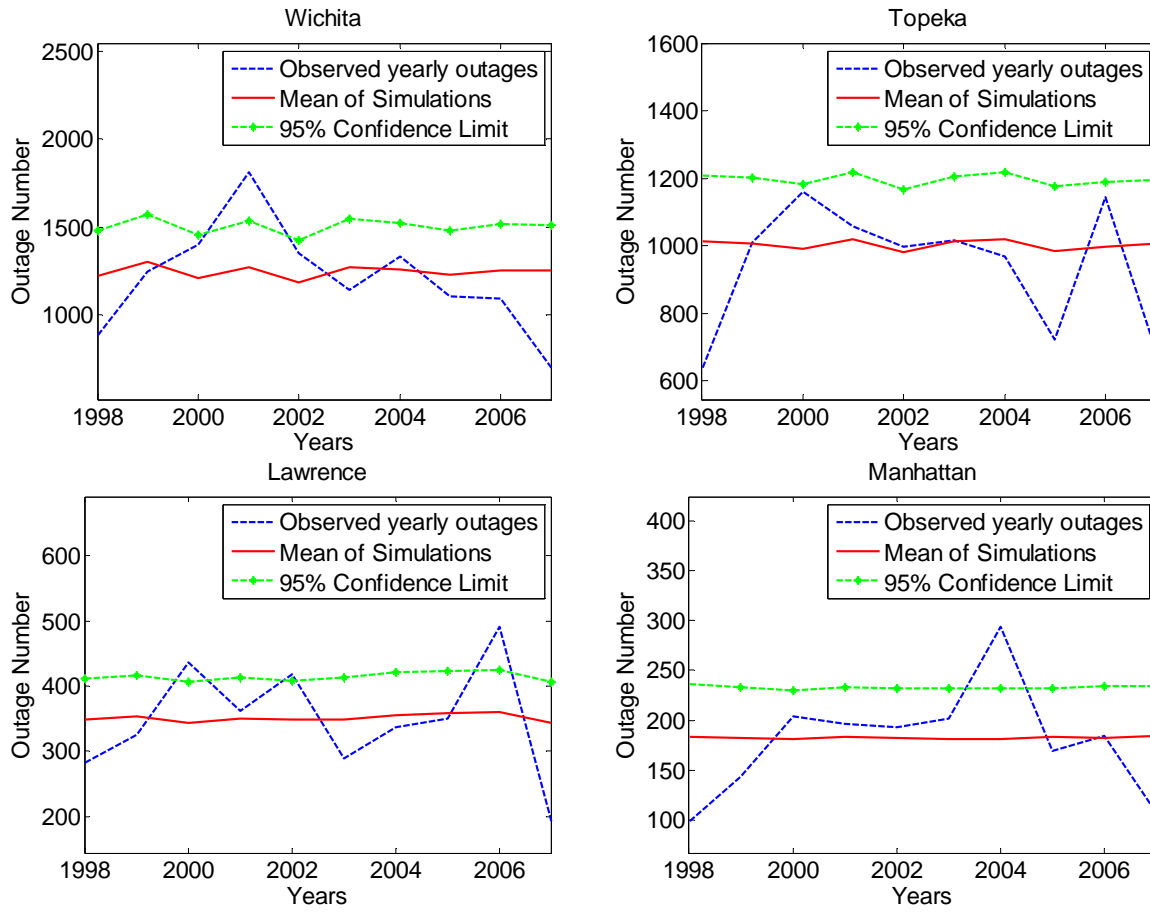 Wichita
2500
2000
1500
1000
Outage Number
Observed yearly outages
Mean of Simulations
95% Confidence Limit
1998
2000
2002
2004
2006
Years
Topeka
1600
1400
1200
1000
800
600
Outage Number
Observed yearly outages
Mean of Simulations
95% Confidence Limit
1998
2000
2002
2004
2006
Years
Lawrence
600
500
400
300
200
Outage Number
Observed yearly outages
Mean of Simulations
95% Confidence Limit
1998
2000
2002
2004
2006
Years
Manhattan
400
350
300
250
200
150
100
Outage Number
Observed yearly outages
Mean of Simulations
95% Confidence Limit
1998
2000
2002
2004
2006
Years